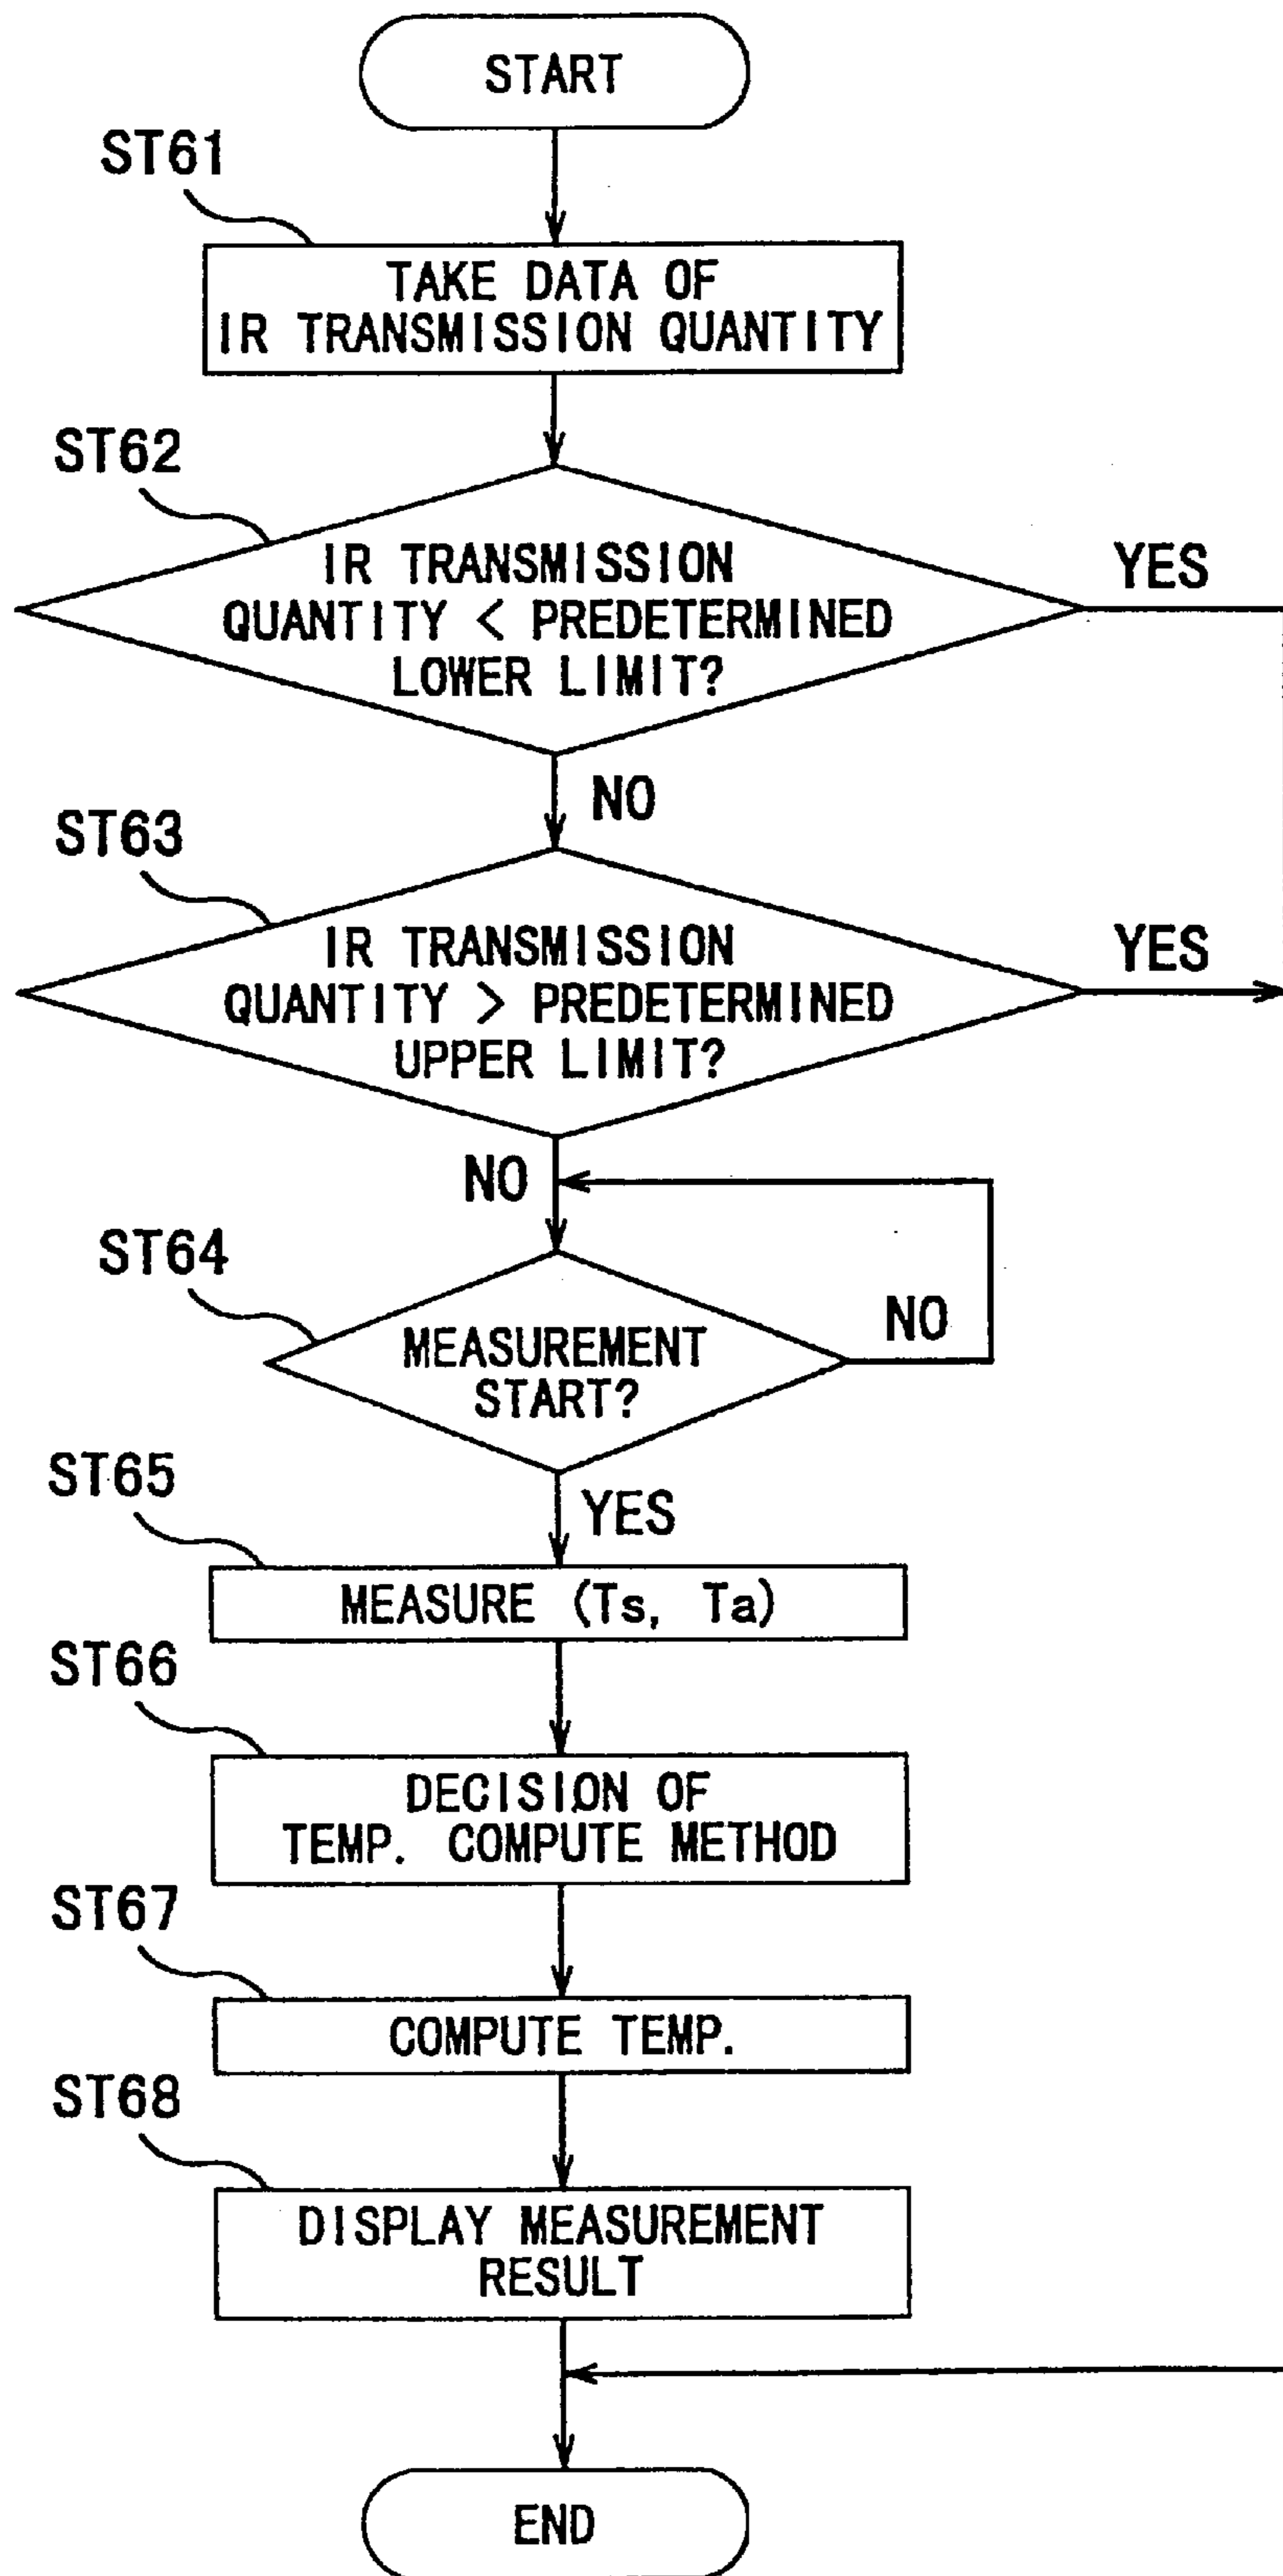 START
ST61
TAKE DATA OF
IR TRANSMISSION QUANTITY
ST62
IR TRANSMISSION
QUANTITY < PREDETERMINED
LOWER LIMIT?
YES
NO
ST63
IR TRANSMISSION
QUANTITY > PREDETERMINED
UPPER LIMIT?
YES
NO
ST64
MEASUREMENT
START?
NO
YES
ST65
MEASURE (Ts, Ta)
ST66
DECISION OF
TEMP. COMPUTE METHOD
ST67
COMPUTE TEMP.
ST68
DISPLAY MEASUREMENT
RESULT
END